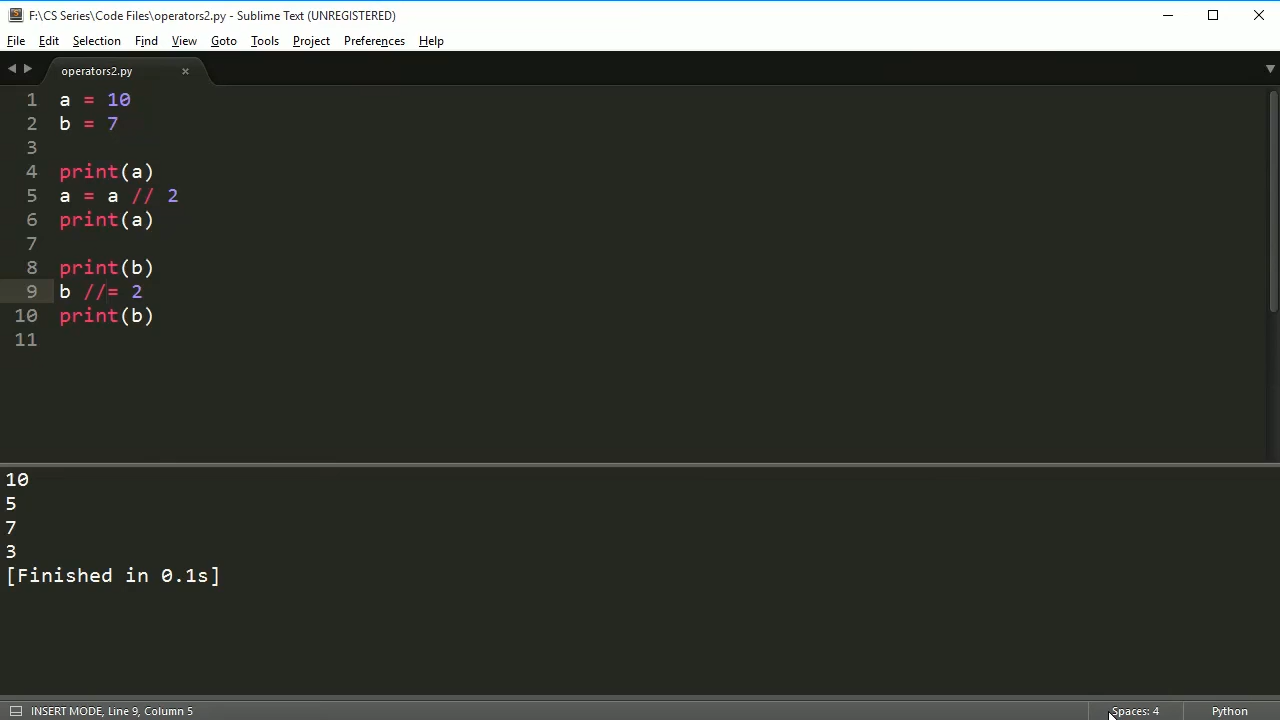 F:\CS Series\Code Files\operators2.py - Sublime Text (UNREGISTERED)
File Edit Selection Find View Goto Tools Project Preferences Help
operators2.py ×
1 a = 10
2 b = 7
3
4 print(a)
5 a = a // 2
6 print(a)
7
8 print(b)
9 b //= 2
10 print(b)
11
10
5
7
3
[Finished in 0.1s]
INSERT MODE, Line 9, Column 5 Spaces: 4 Python